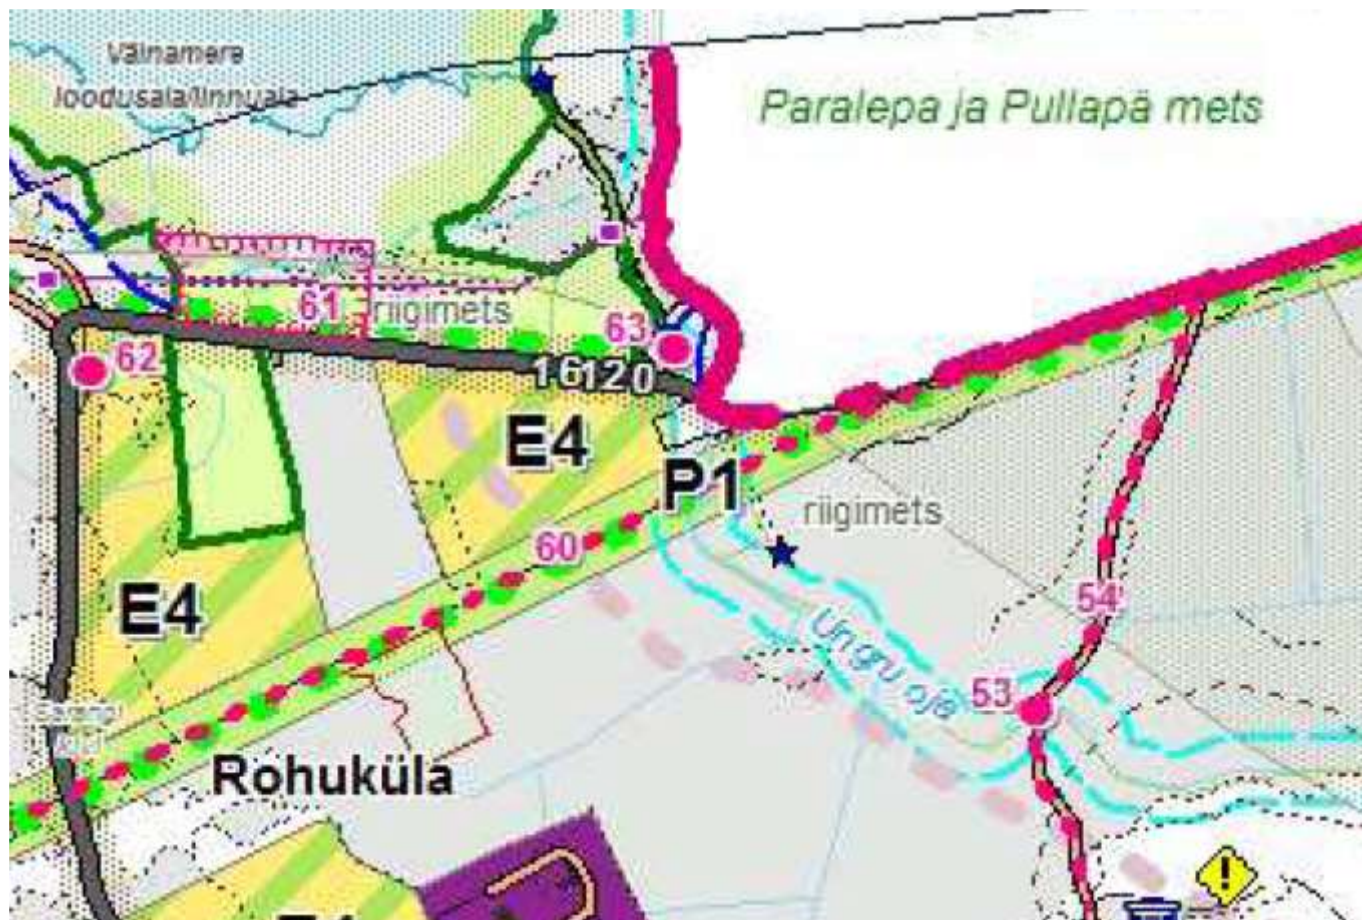 Väinamere
loodusala/linnuala
Paralepa ja Pullapä mets
61
riigimets
63
62
16120
E4
P1
riigimets
60
54
E4
Ungru oja
53
Rohuküla